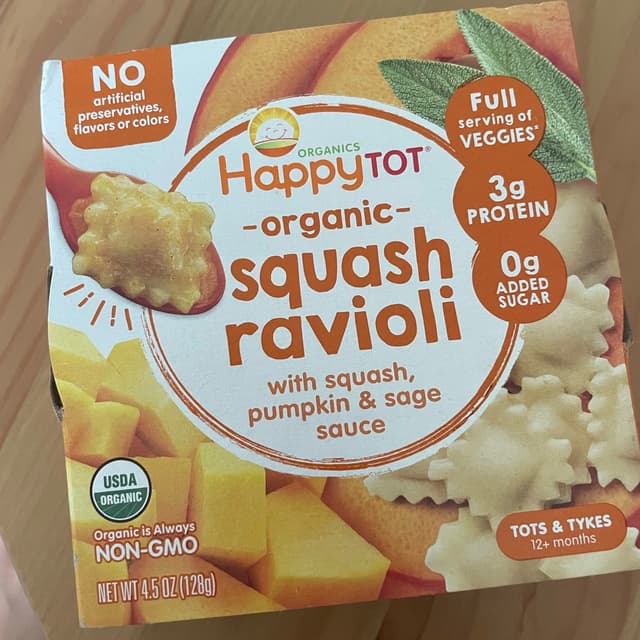 NO
artificial
preservatives,
flavors or colors
ORGANICS
HappyTOT®
-organic-
squash
ravioli
with squash,
pumpkin & sage
sauce
Full
serving of
VEGGIES*
3g
PROTEIN
0g
ADDED
SUGAR
USDA
ORGANIC
Organic is Always
NON-GMO
NET WT 4.5 OZ (128g)
TOTS & TYKES
12+ months